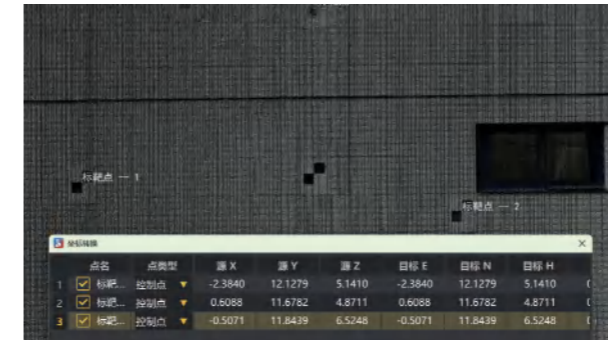 标靶点 — 1
标靶点 — 2
坐标转换
点名 点类型 源 X 源 Y 源 Z 目标 E 目标 N 目标 H
1 标靶... 控制点 -2.3840 12.1279 5.1410 -2.3840 12.1279 5.1410
2 标靶... 控制点 0.6088 11.6782 4.8711 0.6088 11.6782 4.8711
3 标靶... 控制点 -0.5071 11.8439 6.5248 -0.5071 11.8439 6.5248